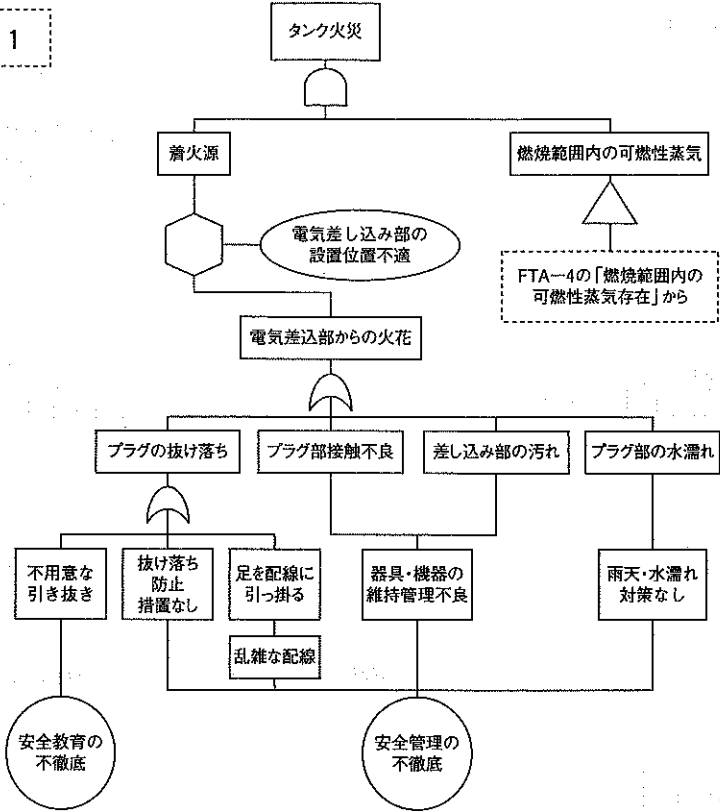 1
タンク火災
着火源
燃焼範囲内の可燃性蒸気
電気差し込み部の
設置位置不適
FTA－4の「燃焼範囲内の
可燃性蒸気存在」から
電気差込部からの火花
プラグの抜け落ち
プラグ部接触不良
差し込み部の汚れ
プラグ部の水濡れ
不用意な
引き抜き
抜け落ち
防止
措置なし
足を配線に
引っ掛る
器具・機器の
維持管理不良
雨天・水濡れ
対策なし
乱雑な配線
安全教育の
不徹底
安全管理の
不徹底